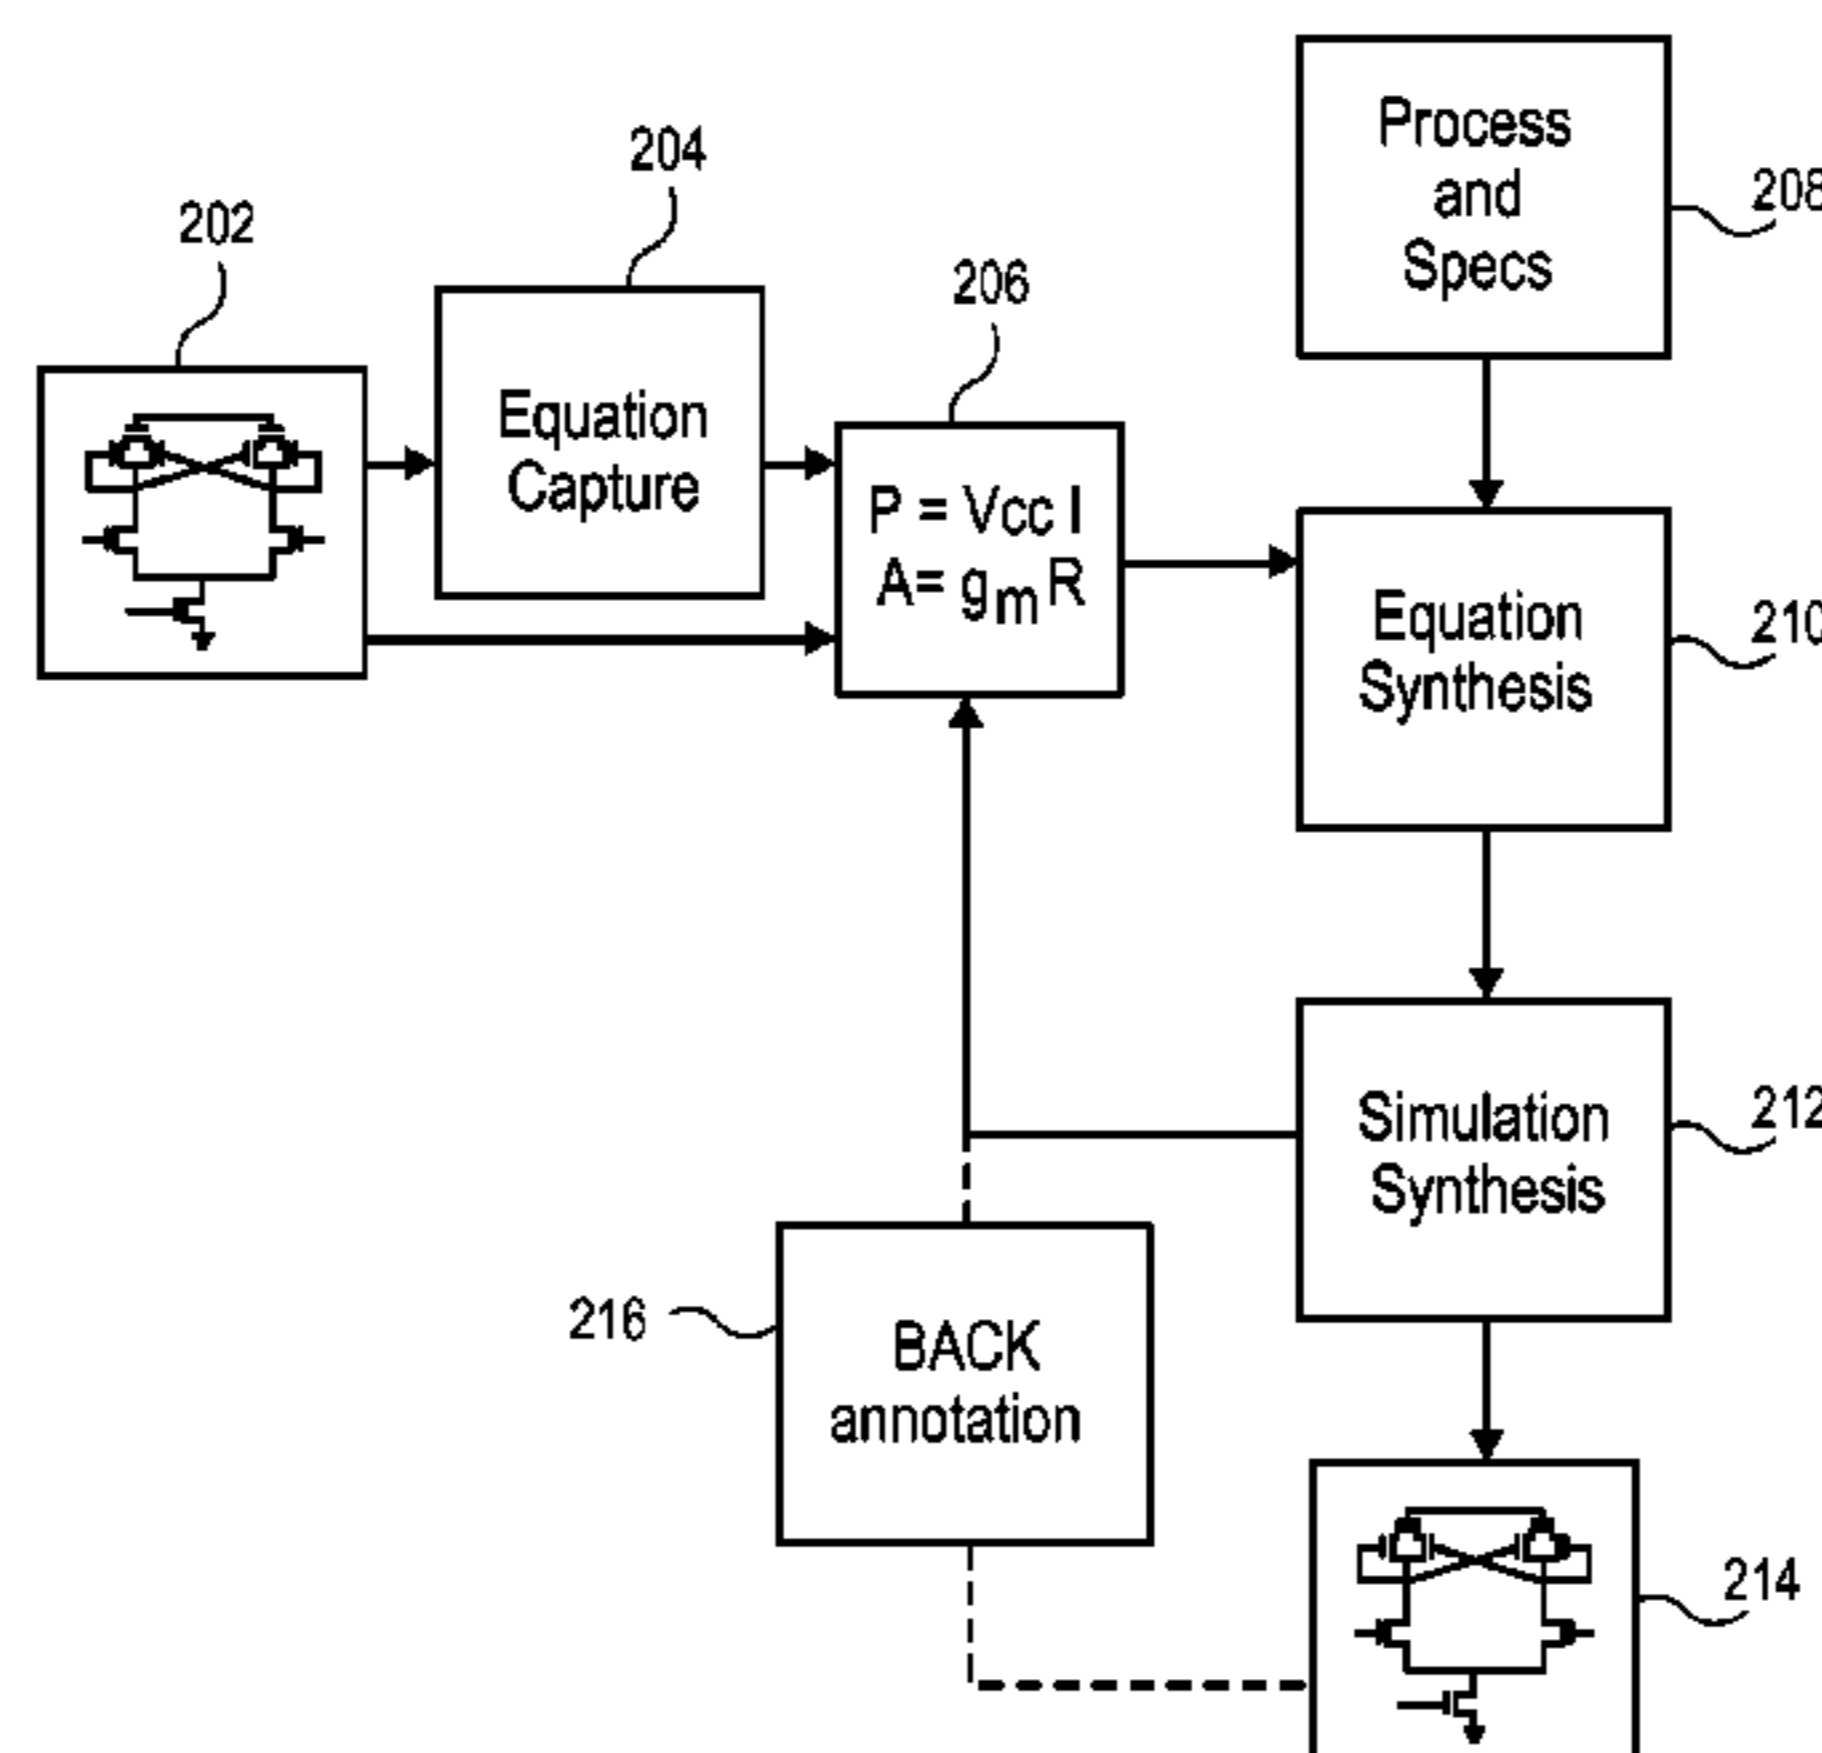 Process
and
Specs
208
204
202
206
Equation
Capture
P = Vcc I
A= gm R
Equation
Synthesis
210
Simulation
Synthesis
212
216
BACK
annotation
214